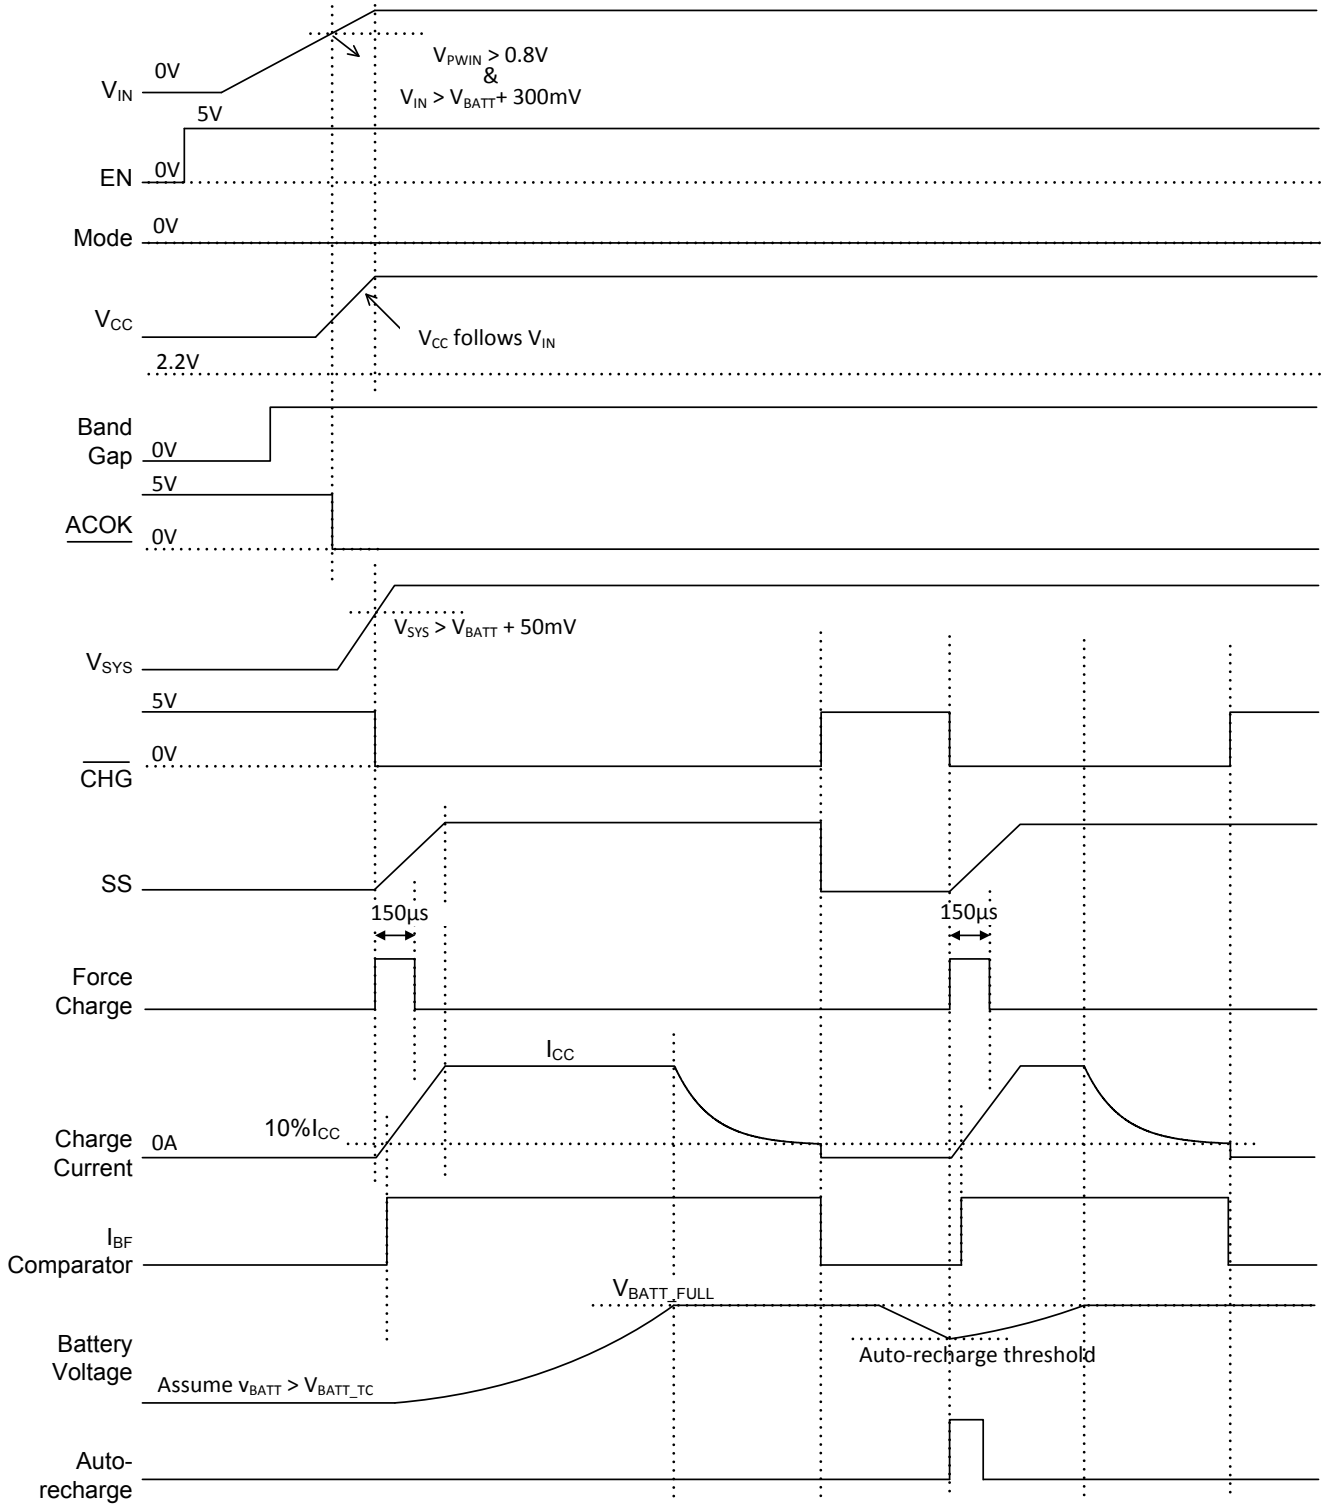 V_IN
0V
V_PWIN > 0.8V
&
V_IN > V_BATT + 300mV
5V
EN
0V
Mode
0V
V_CC
V_CC follows V_IN
2.2V
Band
Gap
0V
5V
ACOK
0V
V_SYS > V_BATT + 50mV
V_SYS
5V
0V
CHG
SS
150µs
150µs
Force
Charge
I_CC
10%I_CC
Charge
Current
0A
I_BF
Comparator
V_BATT_FULL
Battery
Voltage
Auto-recharge threshold
Assume v_BATT > V_BATT_TC
Auto-
recharge